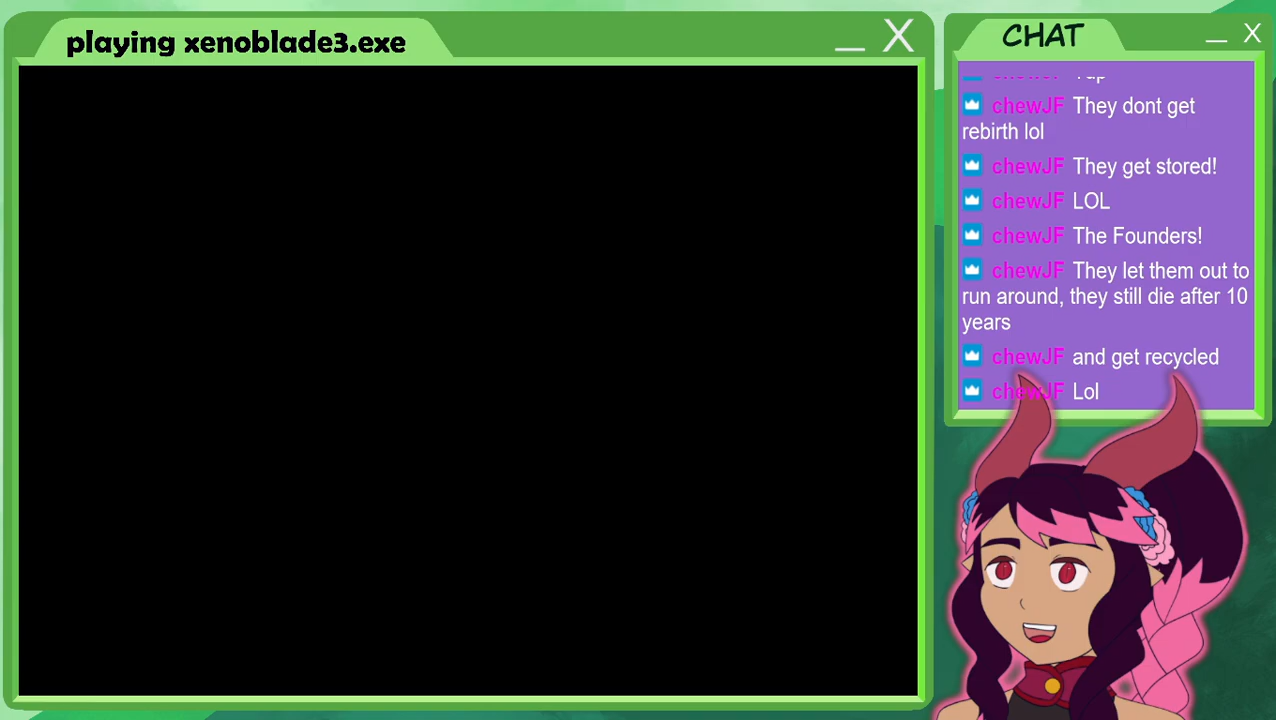 playing xenoblade3.exe
CHAT
chewJF They dont get
rebirth lol
chewJF They get stored!
chewJF LOL
chewJF The Founders!
chewJF They let them out to
run around, they still die after 10
years
chewJF and get recycled
chewJF Lol